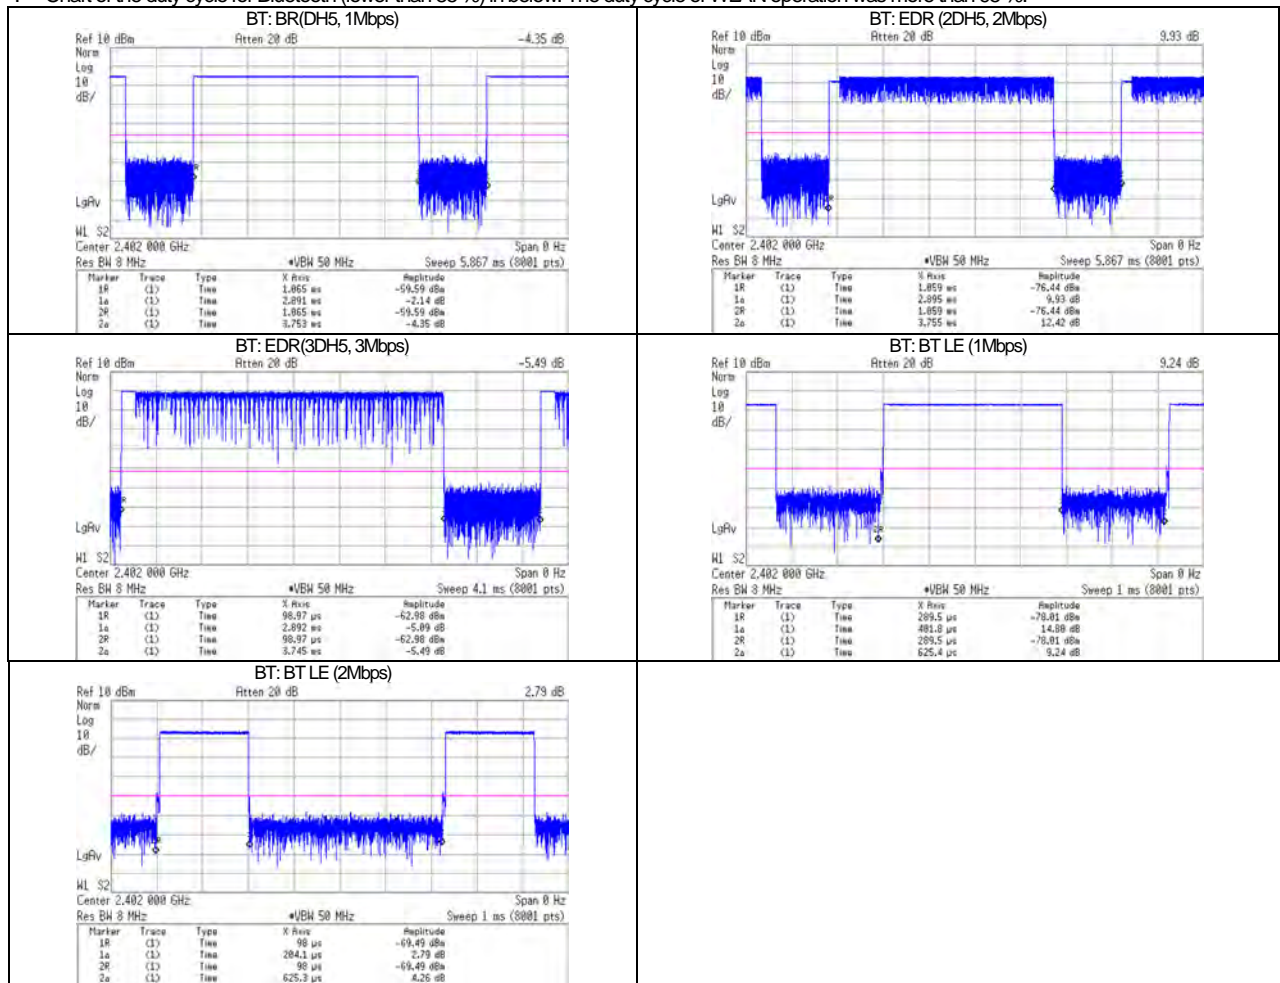 BT: BR(DH5, 1Mbps)
Ref 10 dBm Atten 20 dB -4.35 dB
Norm
Log
10
dB/
LgAv
W1 S2
Center 2.402 000 GHz Span 0 Hz
Res BW 8 MHz *VBW 50 MHz Sweep 5.867 ms (8001 pts)
Marker Trace Type X Axis Amplitude
1R (1) Time 1.065 ms -59.59 dBm
1a (1) Time 2.891 ms -2.14 dB
2R (1) Time 1.065 ms -59.59 dBm
2a (1) Time 3.753 ms -4.35 dB
BT: EDR (2DH5, 2Mbps)
Ref 10 dBm Atten 20 dB 9.93 dB
Norm
Log
10
dB/
LgAv
W1 S2
Center 2.402 000 GHz Span 0 Hz
Res BW 8 MHz *VBW 50 MHz Sweep 5.867 ms (8001 pts)
Marker Trace Type X Axis Amplitude
1R (1) Time 1.059 ms -76.44 dBm
1a (1) Time 2.895 ms 9.93 dB
2R (1) Time 1.059 ms -76.44 dBm
2a (1) Time 3.755 ms 12.42 dB
BT: EDR(3DH5, 3Mbps)
Ref 10 dBm Atten 20 dB -5.49 dB
Norm
Log
10
dB/
LgAv
W1 S2
Center 2.402 000 GHz Span 0 Hz
Res BW 8 MHz *VBW 50 MHz Sweep 4.1 ms (8001 pts)
Marker Trace Type X Axis Amplitude
1R (1) Time 98.97 µs -62.98 dBm
1a (1) Time 2.892 ms -5.09 dB
2R (1) Time 98.97 µs -62.98 dBm
2a (1) Time 3.745 ms -5.49 dB
BT: BT LE (1Mbps)
Ref 10 dBm Atten 20 dB 9.24 dB
Norm
Log
10
dB/
LgAv
W1 S2
Center 2.402 000 GHz Span 0 Hz
Res BW 8 MHz *VBW 50 MHz Sweep 1 ms (8001 pts)
Marker Trace Type X Axis Amplitude
1R (1) Time 289.5 µs -78.01 dBm
1a (1) Time 401.8 µs 14.80 dB
2R (1) Time 289.5 µs -78.01 dBm
2a (1) Time 625.4 µs 9.24 dB
BT: BT LE (2Mbps)
Ref 10 dBm Atten 20 dB 2.79 dB
Norm
Log
10
dB/
LgAv
W1 S2
Center 2.402 000 GHz Span 0 Hz
Res BW 8 MHz *VBW 50 MHz Sweep 1 ms (8001 pts)
Marker Trace Type X Axis Amplitude
1R (1) Time 98 µs -69.49 dBm
1a (1) Time 204.1 µs 2.79 dB
2R (1) Time 98 µs -69.49 dBm
2a (1) Time 625.3 µs 4.26 dB